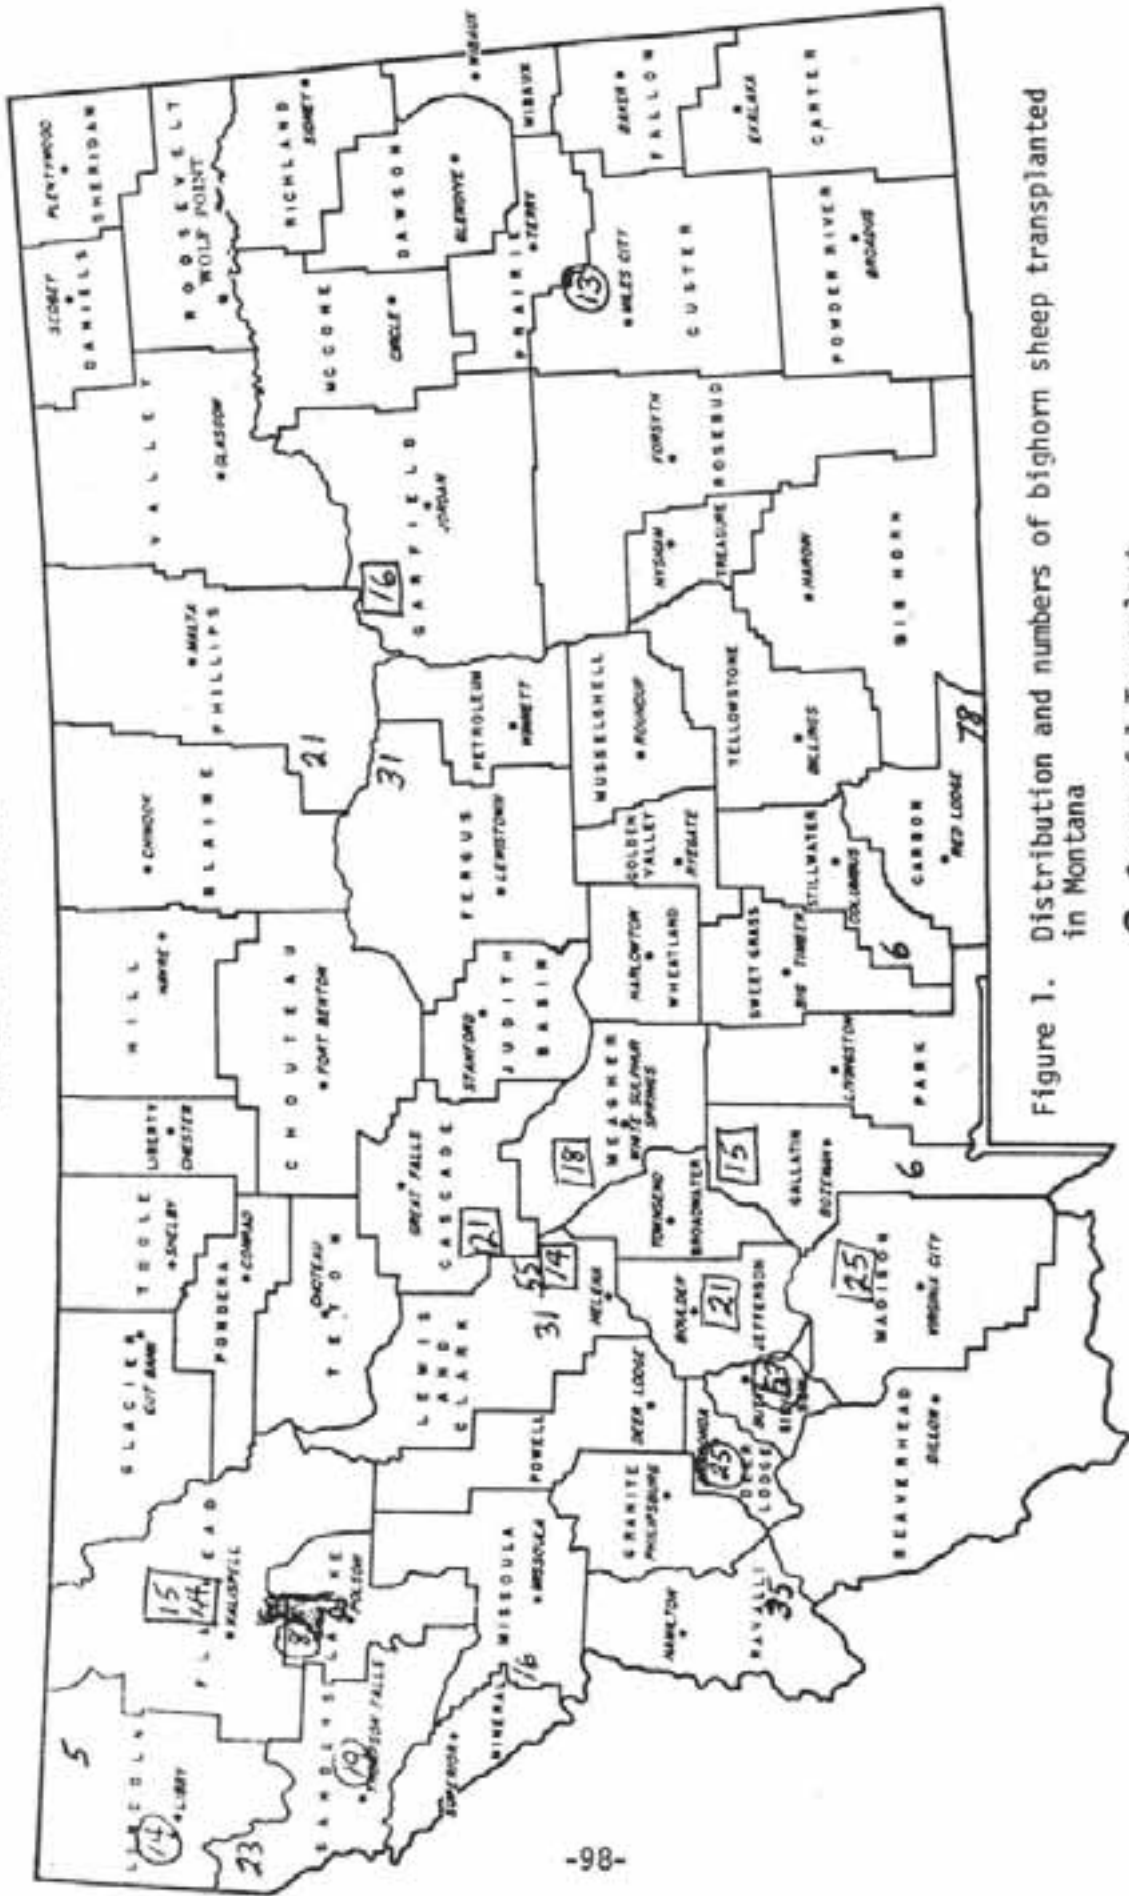 PLENTYWOOD
SHERIDAN
SCOBEY
DANIELS
ROOSEVELT
WOLF POINT
RICHLAND
SIDNEY
MCCONE
CIRCLE
DAWSON
GLENDIVE
WIBAUX
WIBAUX
PRAIRIE
TERRY
BAKER
FALLON
EKALAKA
CARTER
13
MILES CITY
CUSTER
POWDER RIVER
BROADUS
VALLEY
GLASGOW
GARFIELD
JORDAN
16
FORSYTH
ROSEBUD
HYSHAM
TREASURE
HARDIN
BIG HORN
MALTA
PHILLIPS
21
31
PETROLEUM
WINNETT
MUSSELSHELL
ROUNDUP
YELLOWSTONE
BILLINGS
CHINOOK
BLAINE
FERGUS
LEWISTOWN
GOLDEN
VALLEY
RYEGATE
STILLWATER
COLUMBUS
CARBON
RED LODGE
78
6
HILL
HAVRE
CHOUTEAU
FORT BENTON
STANFORD
JUDITH
BASIN
HARLOWTON
WHEATLAND
SWEET GRASS
BIG TIMBER
LIVINGSTON
PARK
LIBERTY
CHESTER
TOOLE
SHELBY
PONDERA
CONRAD
TETON
CHOTEAU
GREAT FALLS
CASCADE
21
MEAGHER
WHITE SULPHUR
SPRINGS
18
TOWNSEND
BROADWATER
15
GALLATIN
BOZEMAN
6
GLACIER
CUT BANK
LEWIS
AND
CLARK
31
55
14
HELENA
BOULDER
21
JEFFERSON
25
MADISON
VIRGINIA CITY
FLATHEAD
15
14
KALISPELL
LAKE
POLSON
8
POWELL
DEER LODGE
25
DEER
LODGE
BEAVERHEAD
DILLON
MISSOULA
MISSOULA
GRANITE
PHILIPSBURG
HAMILTON
RAVALLI
35
5
LINCOLN
14
LIBBY
23
SANDERS
THOMPSON FALLS
SUPERIOR
MINERAL
16
Figure 1. Distribution and numbers of bighorn sheep transplanted
in Montana
-98-